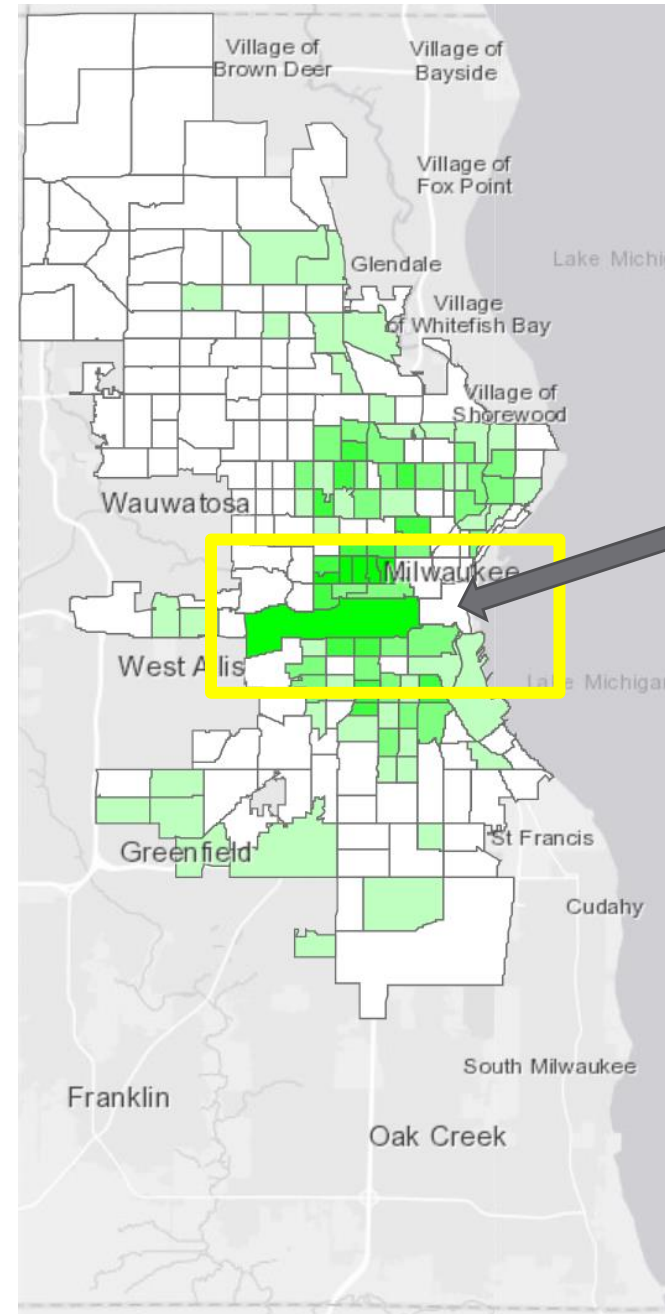 Village of
Brown Deer
Village of
Bayside
Village of
Fox Point
Glendale
Lake Michi
Village
of Whitefish Bay
Village of
Shorewood
Wauwatosa
Milwaukee
West Allis
Lake Michigan
St Francis
Greenfield
Cudahy
South Milwaukee
Franklin
Oak Creek